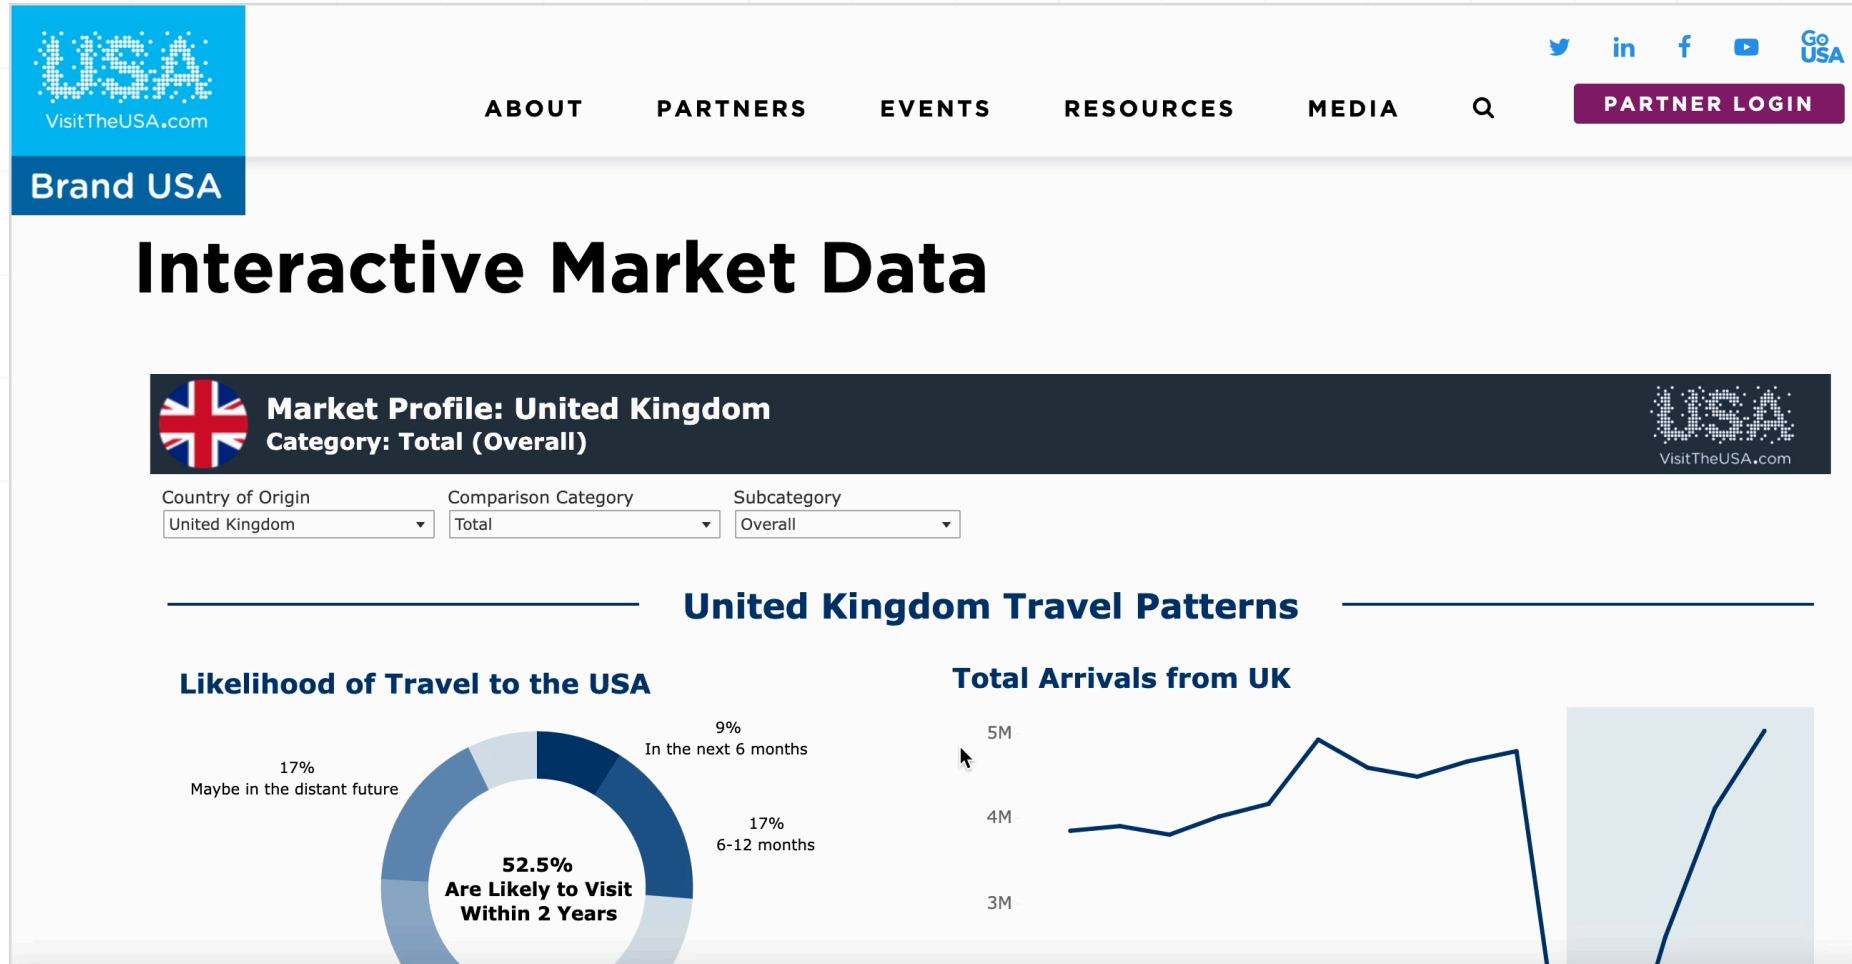 USA
VisitTheUSA.com
Brand USA
Go
USA
ABOUT PARTNERS EVENTS RESOURCES MEDIA
PARTNER LOGIN
Interactive Market Data
Market Profile: United Kingdom
Category: Total (Overall)
USA
VisitTheUSA.com
Country of Origin Comparison Category Subcategory
United Kingdom Total Overall
United Kingdom Travel Patterns
Likelihood of Travel to the USA
9%
In the next 6 months
17%
Maybe in the distant future
17%
6-12 months
52.5%
Are Likely to Visit
Within 2 Years
Total Arrivals from UK
5M
4M
3M